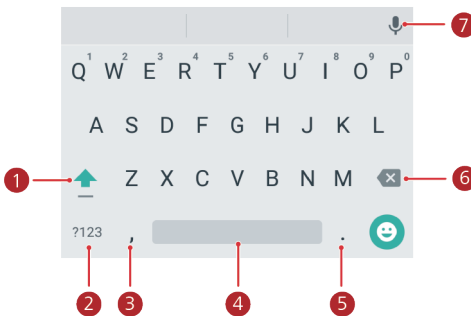 7
1 2 3 4 5 6 7 8 9 0
Q W E R T Y U I O P
A S D F G H J K L
1 Z X C V B N M 6
?123 , .
2 3 4 5